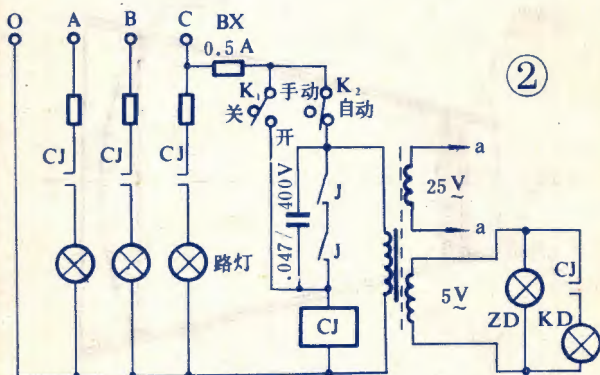 O A B C BX
0.5 A
②
K₁ 手动 K₂
关 自动
开
CJ CJ CJ
.047/400V
J
J
25V~
a
a
5V~
路灯
CJ
ZD KD
CJ